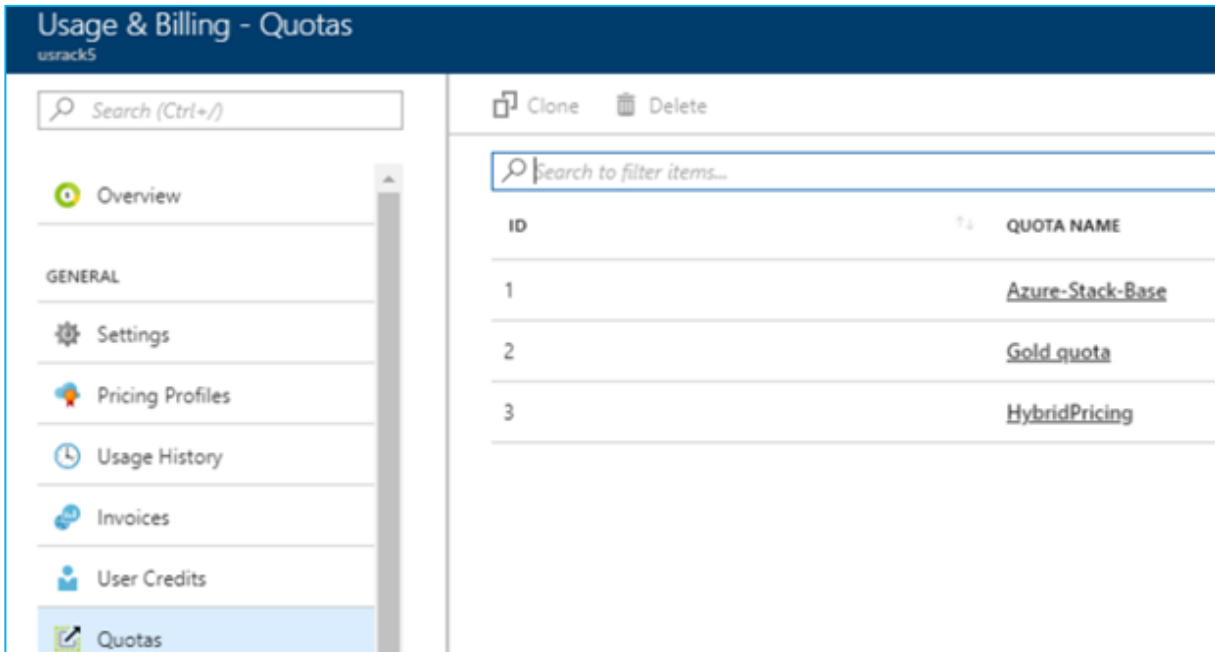 Usage & Billing - Quotas
usrack5
Search (Ctrl+/)
Overview
GENERAL
Settings
Pricing Profiles
Usage History
Invoices
User Credits
Quotas
Clone Delete
Search to filter items...
ID QUOTA NAME
1 Azure-Stack-Base
2 Gold quota
3 HybridPricing